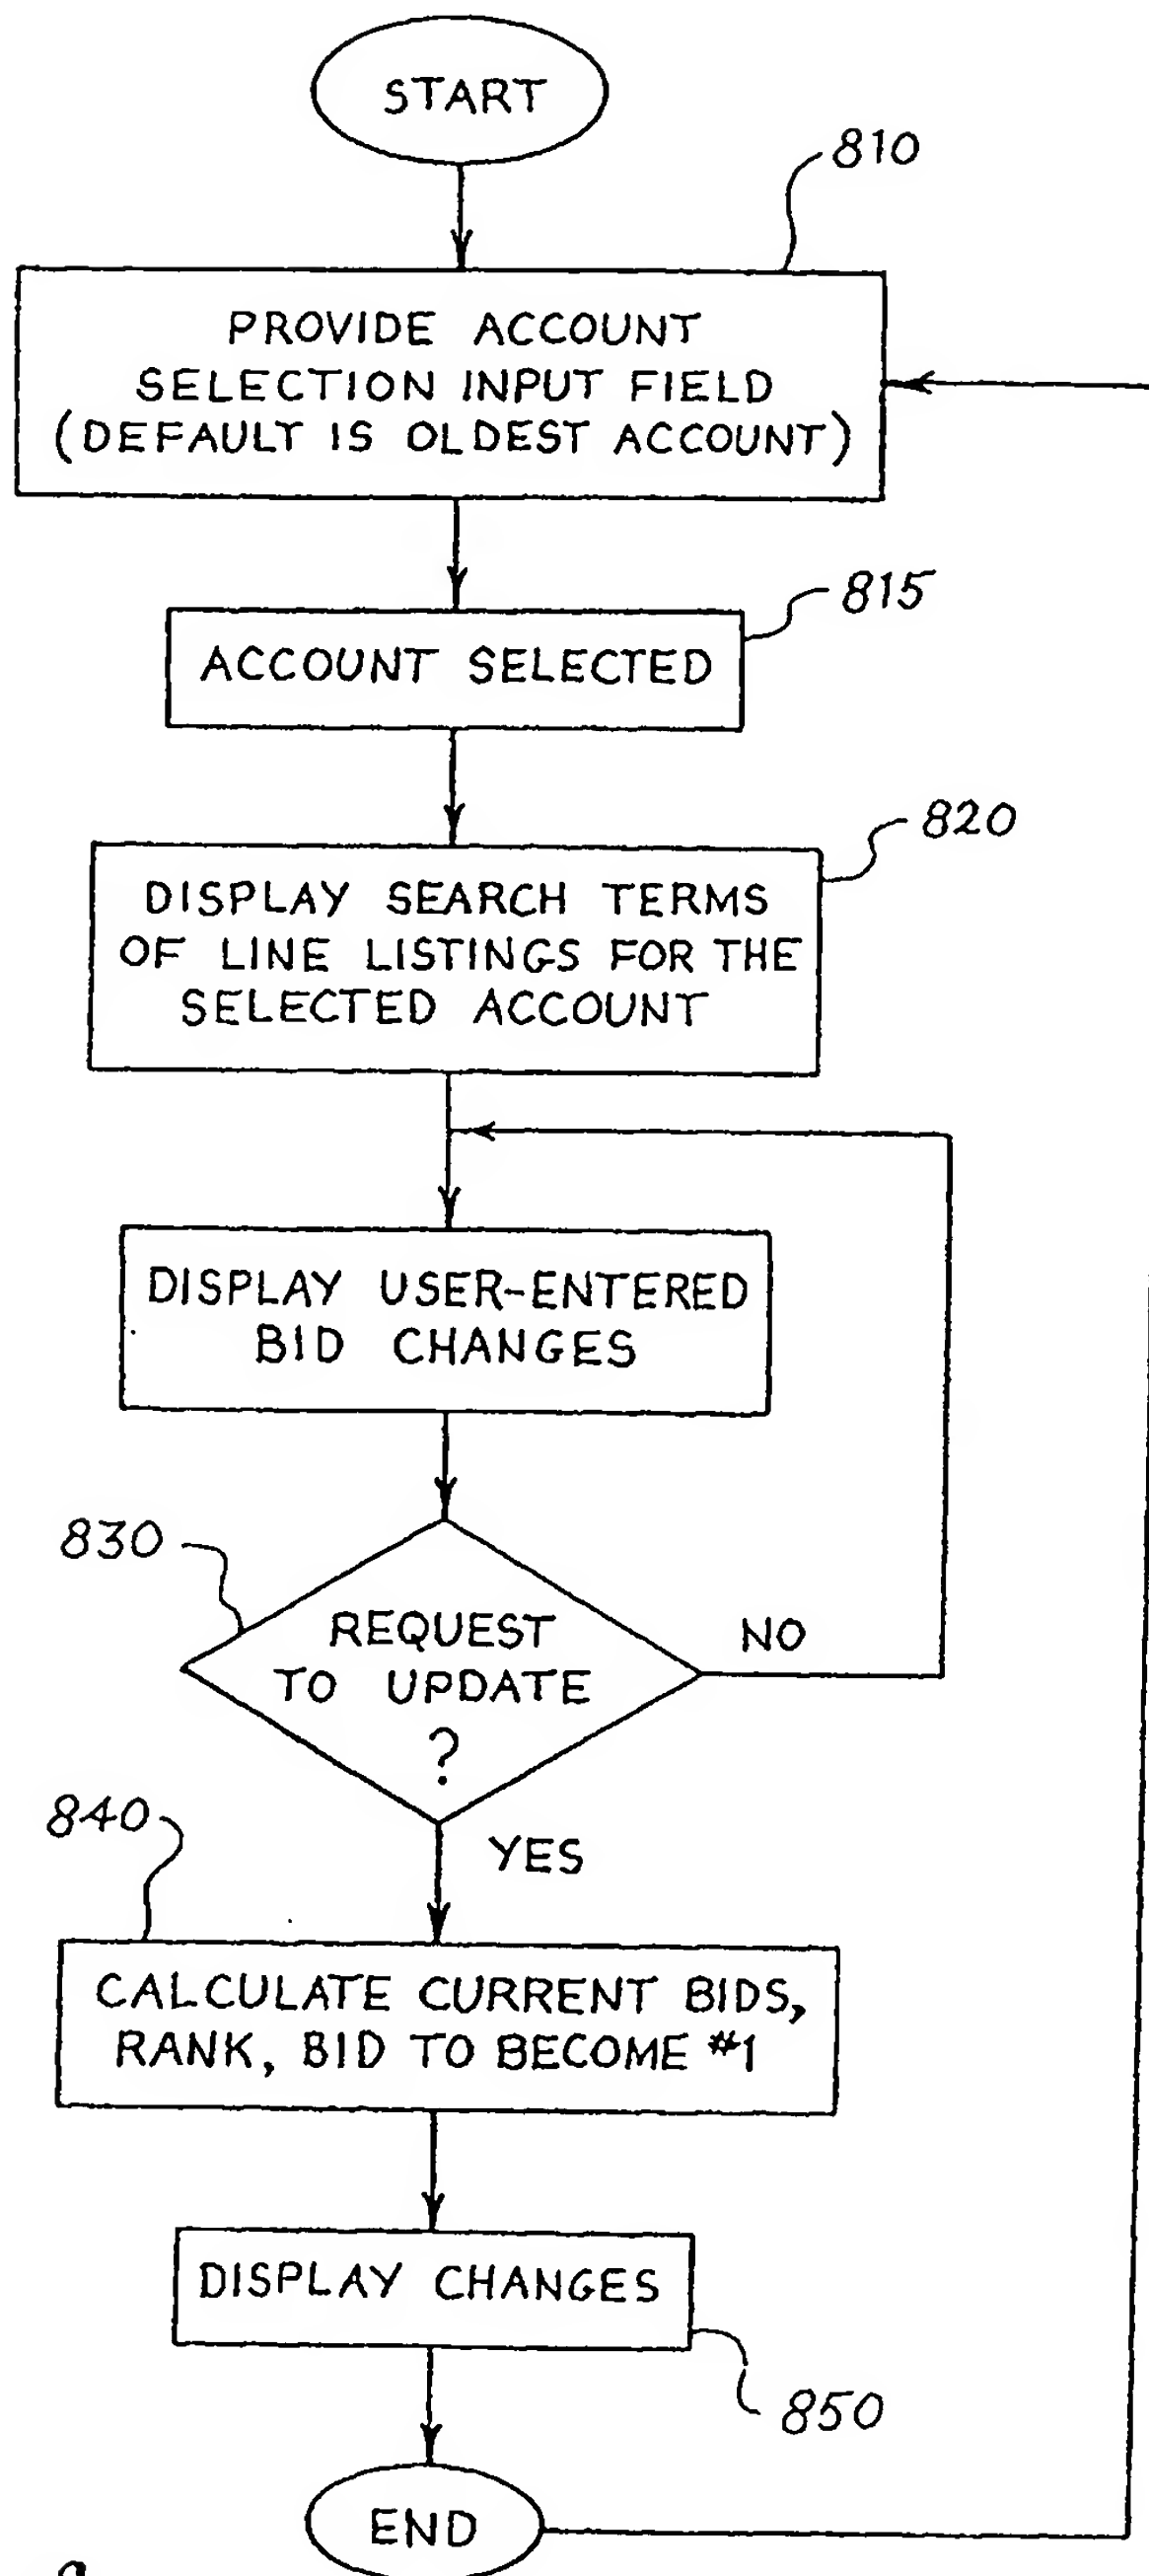 START
810
PROVIDE ACCOUNT
SELECTION INPUT FIELD
(DEFAULT IS OLDEST ACCOUNT)
815
ACCOUNT SELECTED
820
DISPLAY SEARCH TERMS
OF LINE LISTINGS FOR THE
SELECTED ACCOUNT
DISPLAY USER-ENTERED
BID CHANGES
830
REQUEST
TO UPDATE
?
NO
840
YES
CALCULATE CURRENT BIDS,
RANK, BID TO BECOME #1
DISPLAY CHANGES
850
END